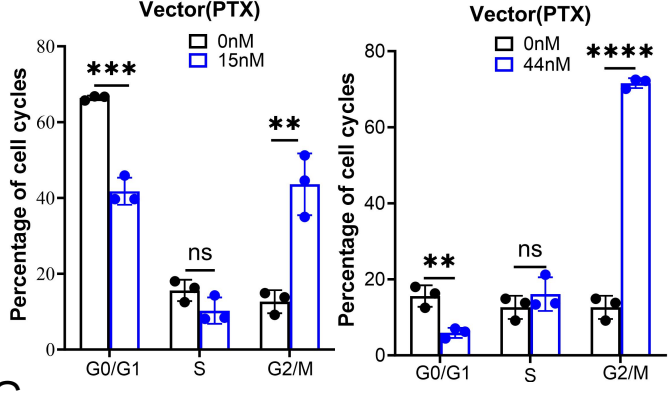 Vector(PTX)
0nM
15nM
Percentage of cell cycles
80
60
40
20
0
***
ns
**
G0/G1
S
G2/M
Vector(PTX)
0nM
44nM
Percentage of cell cycles
80
60
40
20
0
**
ns
****
G0/G1
S
G2/M